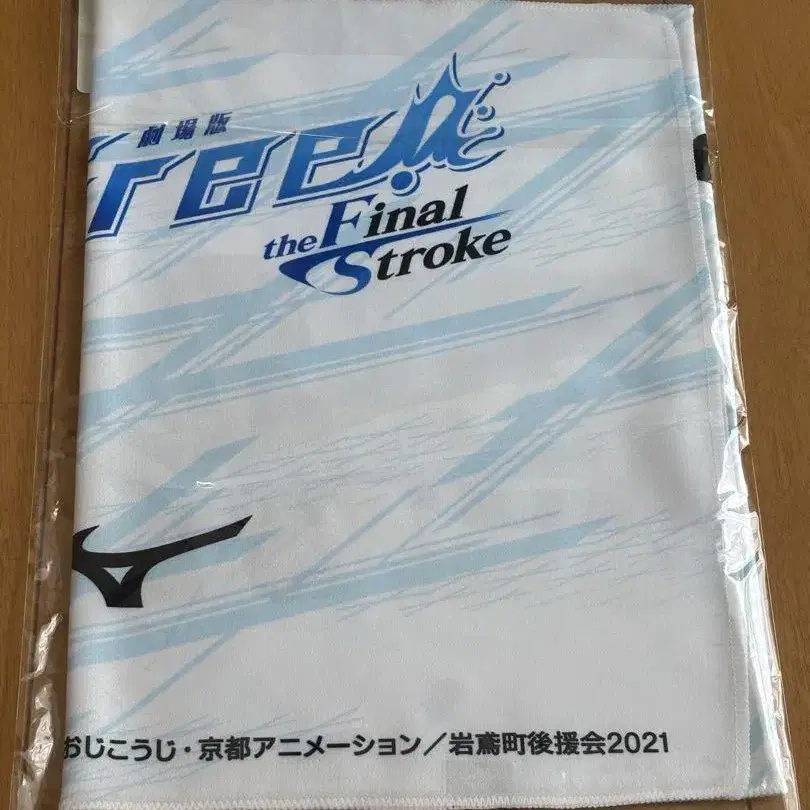 劇場版
Free!
the Final
Stroke
おじこうじ・京都アニメーション／岩鳶町後援会2021